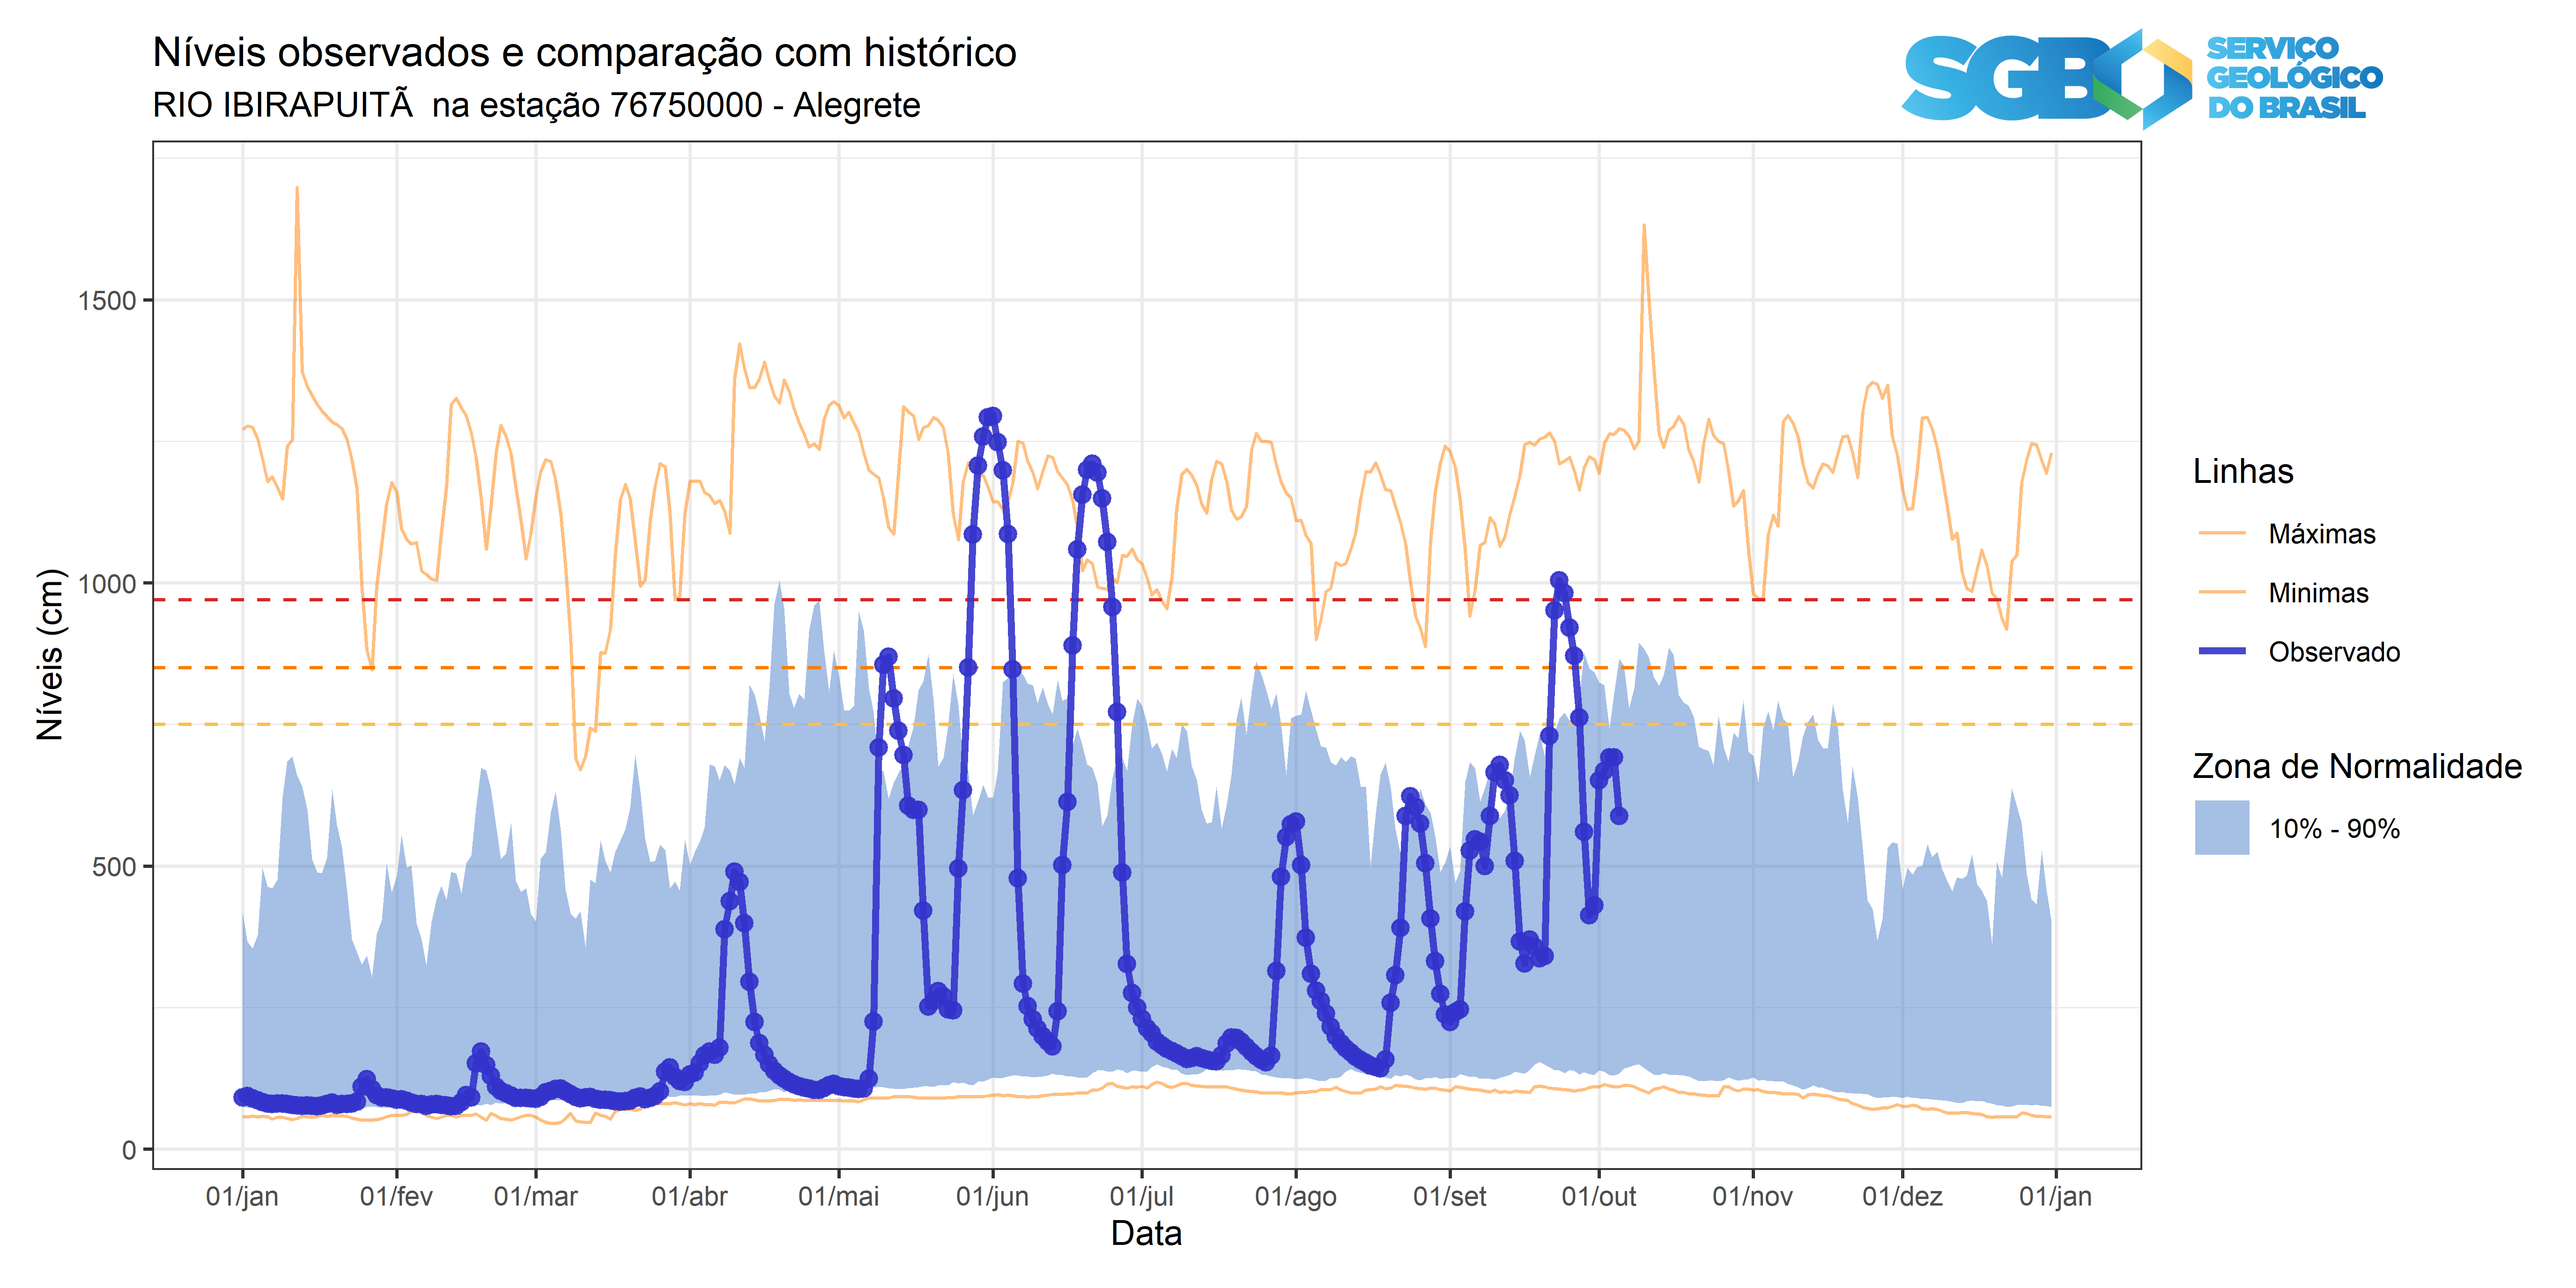 Níveis observados e comparação com histórico
RIO IBIRAPUITÃ  na estação 76750000 - Alegrete
SGB
SERVIÇO
GEOLÓGICO
DO BRASIL
Níveis (cm)
1500
1000
500
0
01/jan 01/fev 01/mar 01/abr 01/mai 01/jun 01/jul 01/ago 01/set 01/out 01/nov 01/dez 01/jan
Data
Linhas
Máximas
Minimas
Observado
Zona de Normalidade
10% - 90%